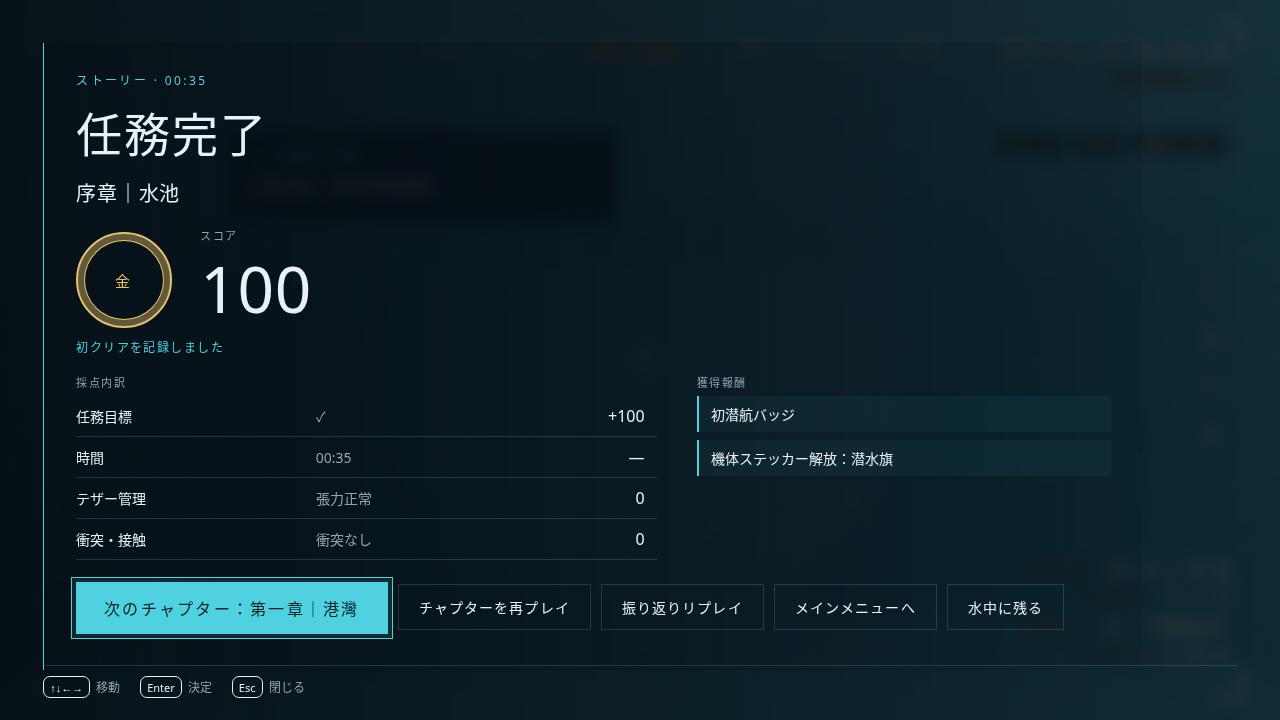 ストーリー · 00:35
任務完了
序章｜水池
金
スコア
100
初クリアを記録しました
採点内訳
任務目標 ✓ +100
時間 00:35 —
テザー管理 張力正常 0
衝突・接触 衝突なし 0
獲得報酬
初潜航バッジ
機体ステッカー解放：潜水旗
次のチャプター：第一章｜港灣
チャプターを再プレイ
振り返りリプレイ
メインメニューへ
水中に残る
↑↓←→ 移動 Enter 決定 Esc 閉じる